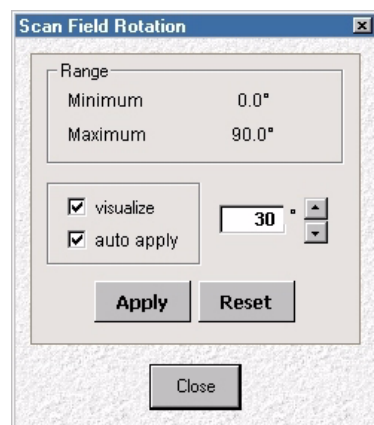 Scan Field Rotation
Range
Minimum 0.0°
Maximum 90.0°
visualize
30 °
auto apply
Apply Reset
Close